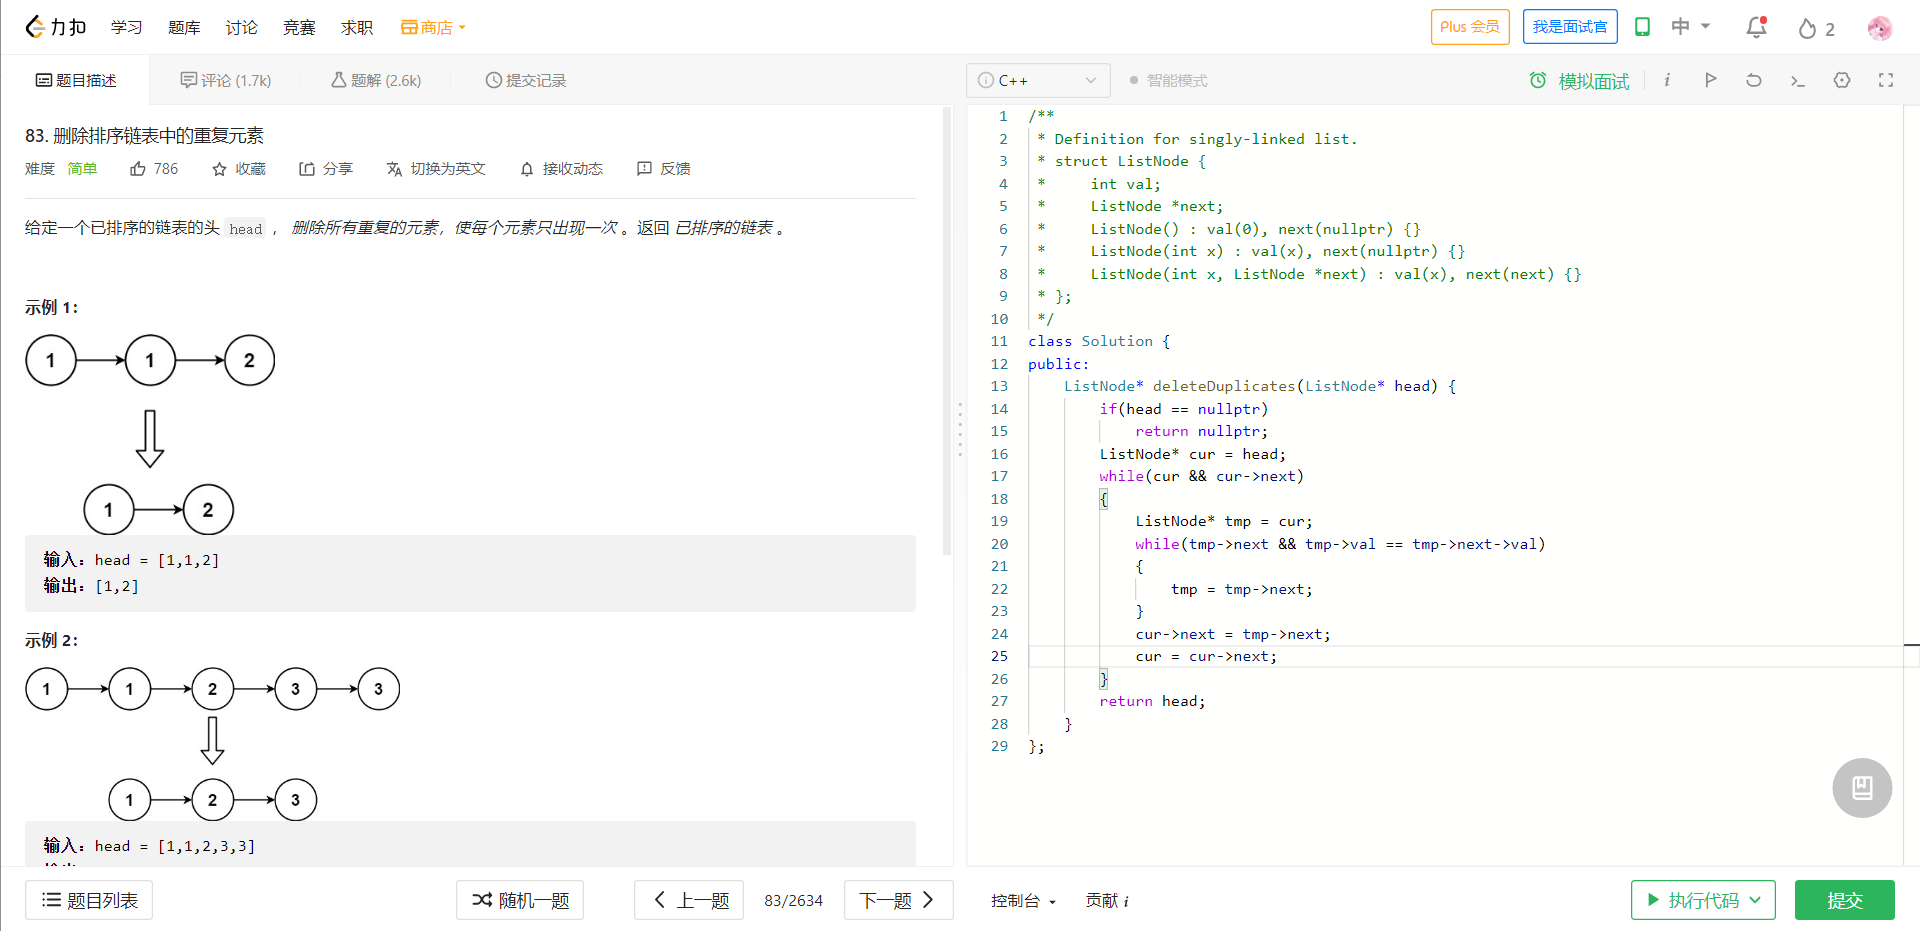 力扣 学习 题库 讨论 竞赛 求职 商店 Plus 会员 我是面试官 中 2
题目描述 评论 (1.7k) 题解 (2.6k) 提交记录
83. 删除排序链表中的重复元素
难度 简单 786 收藏 分享 切换为英文 接收动态 反馈
给定一个已排序的链表的头 head ， 删除所有重复的元素，使每个元素只出现一次 。返回 已排序的链表 。
示例 1：
1 1 2
1 2
输入：head = [1,1,2]
输出：[1,2]
示例 2：
1 1 2 3 3
1 2 3
输入：head = [1,1,2,3,3]
题目列表 随机一题 上一题 83/2634 下一题
C++ 智能模式 模拟面试
1 /**
2  * Definition for singly-linked list.
3  * struct ListNode {
4  *     int val;
5  *     ListNode *next;
6  *     ListNode() : val(0), next(nullptr) {}
7  *     ListNode(int x) : val(x), next(nullptr) {}
8  *     ListNode(int x, ListNode *next) : val(x), next(next) {}
9  * };
10  */
11 class Solution {
12 public:
13     ListNode* deleteDuplicates(ListNode* head) {
14         if(head == nullptr)
15             return nullptr;
16         ListNode* cur = head;
17         while(cur && cur->next)
18         {
19             ListNode* tmp = cur;
20             while(tmp->next && tmp->val == tmp->next->val)
21             {
22                 tmp = tmp->next;
23             }
24             cur->next = tmp->next;
25             cur = cur->next;
26         }
27         return head;
28     }
29 };
控制台 贡献 i 执行代码 提交